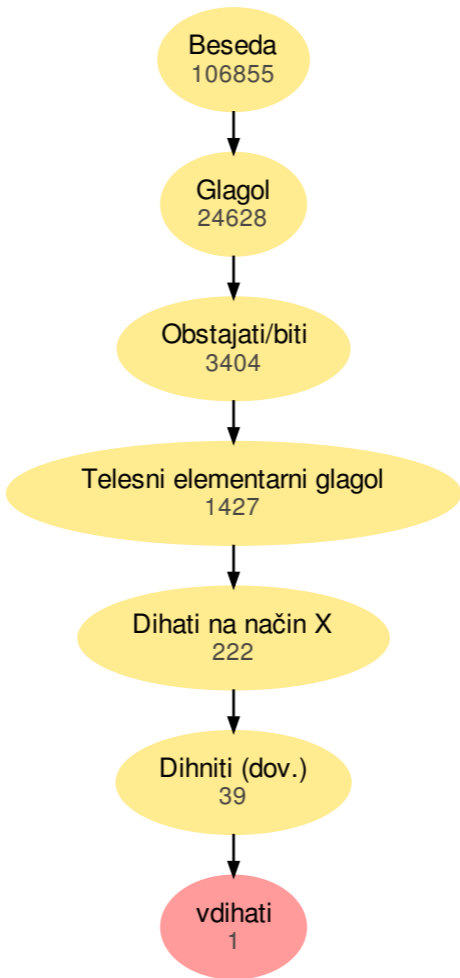 Beseda
106855
Glagol
24628
Obstajati/biti
3404
Telesni elementarni glagol
1427
Dihati na način X
222
Dihniti (dov.)
39
vdihati
1